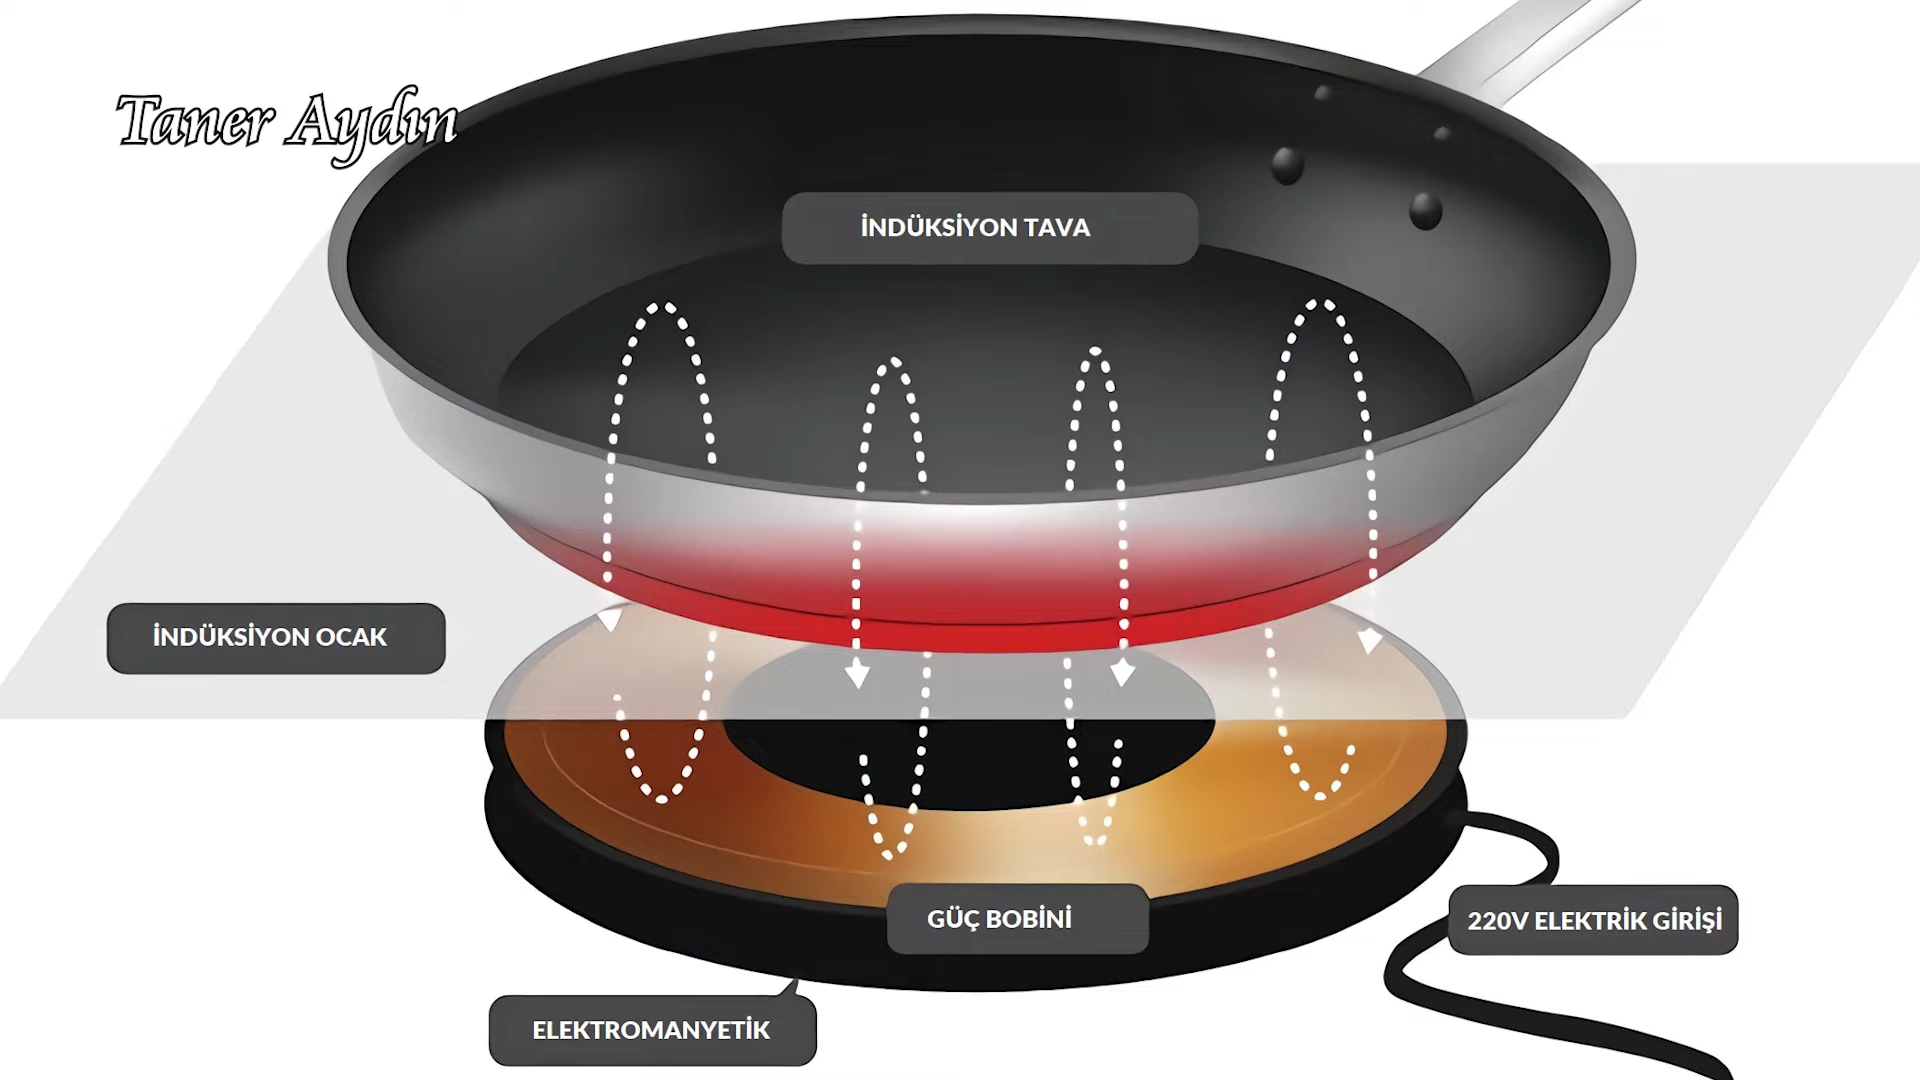 Taner Aydın
İNDÜKSİYON TAVA
İNDÜKSİYON OCAK
GÜÇ BOBİNİ
220V ELEKTRİK GİRİŞİ
ELEKTROMANYETİK